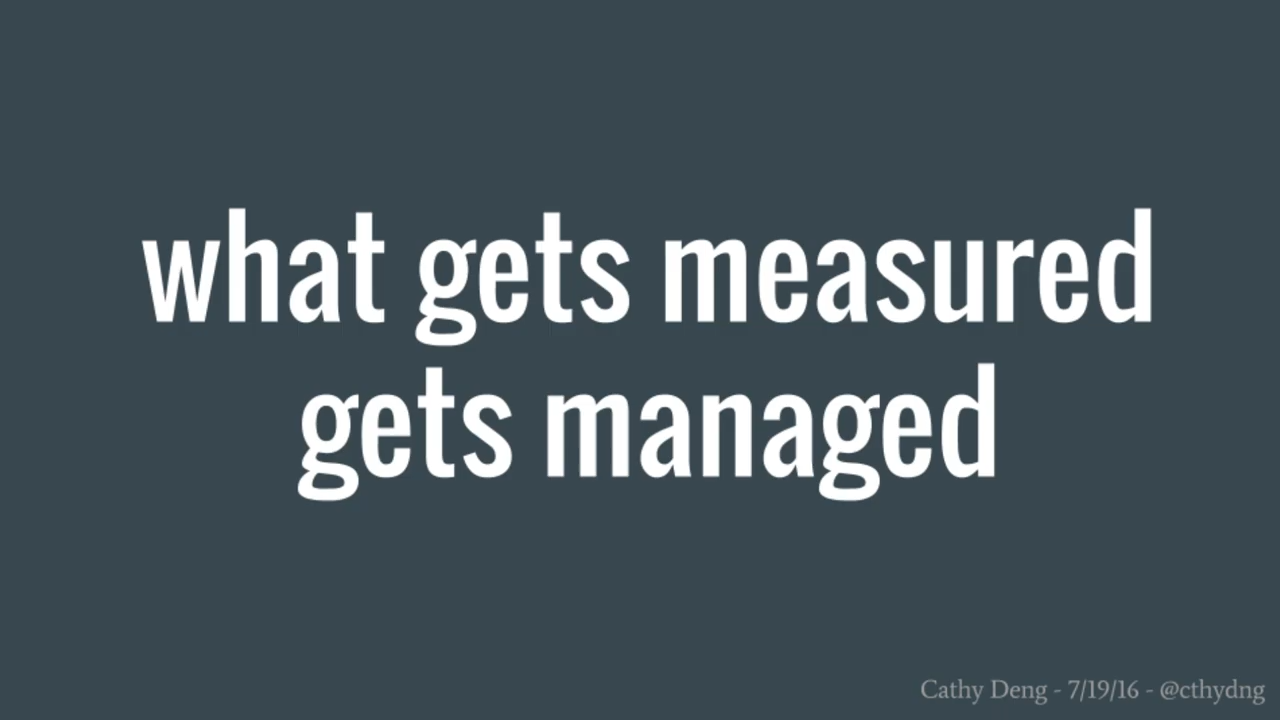 what gets measured
gets managed
Cathy Deng - 7/19/16 - @cthydng